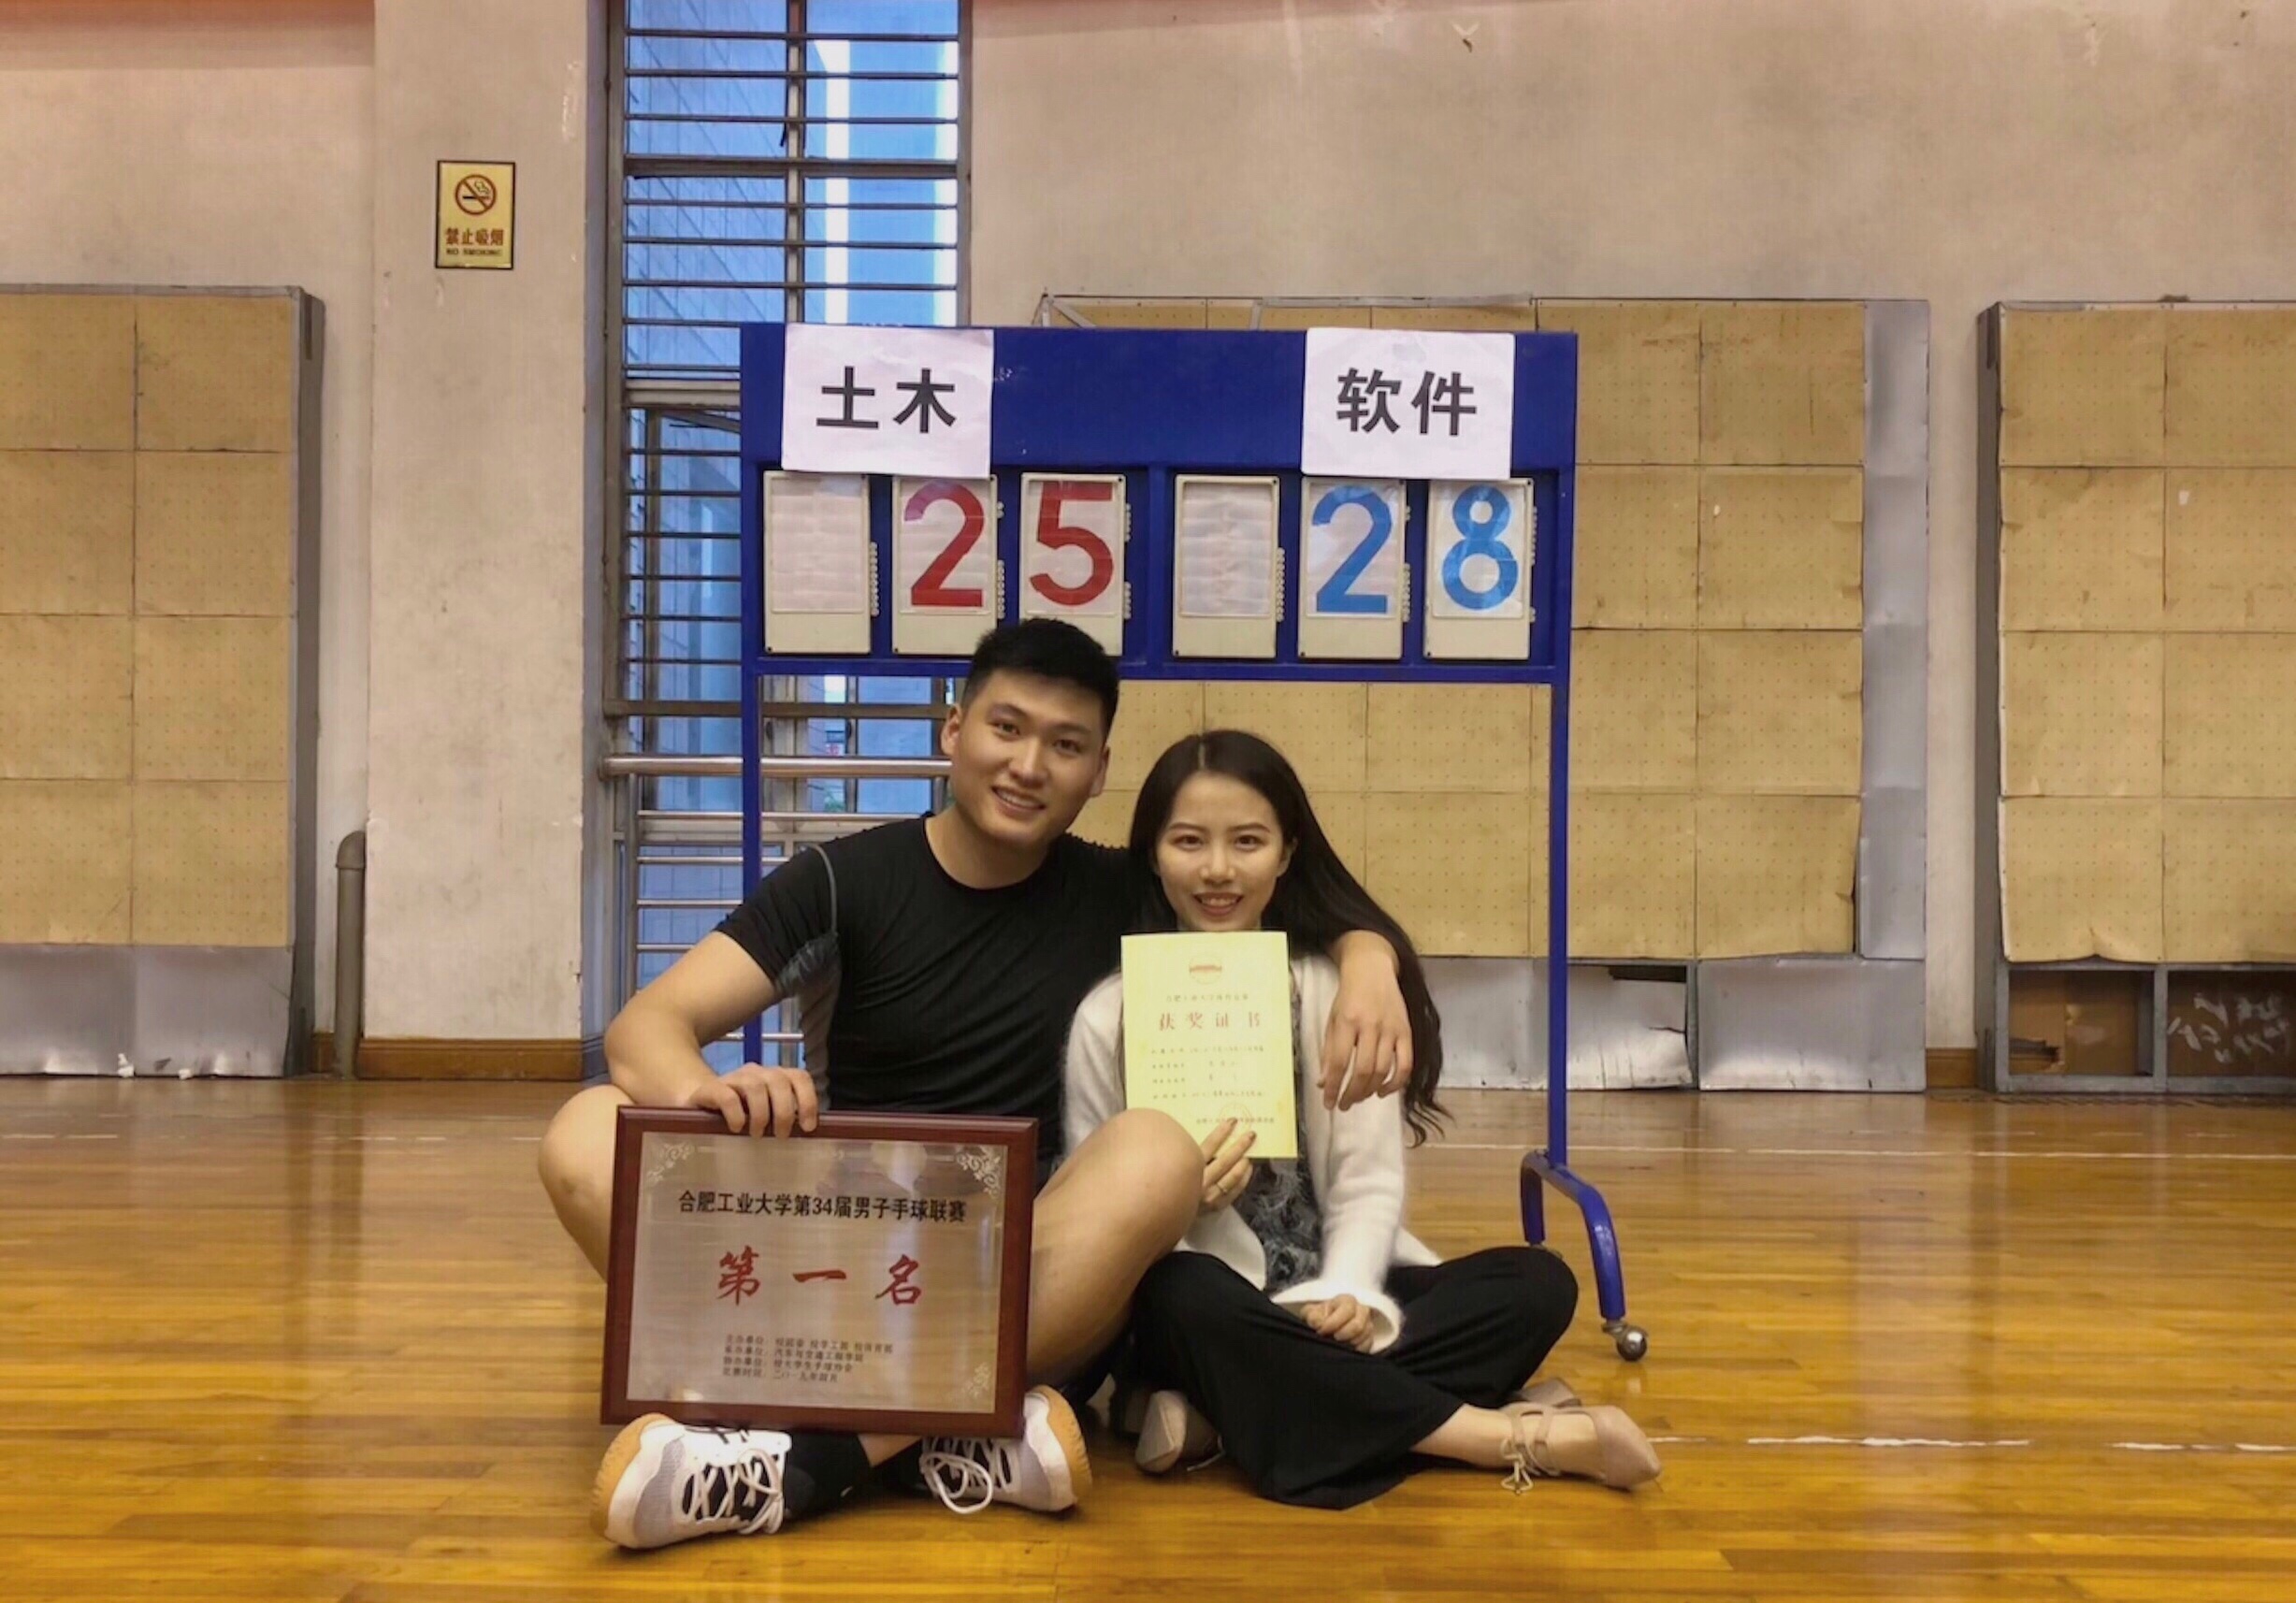 禁止吸烟
NO SMOKING
土木
软件
25
28
获奖证书
合肥工业大学第34届男子手球联赛
第一名
主办单位：校团委 校学工部 校体育部
承办单位：汽车与交通工程学院
协办单位：校大学生手球协会
比赛时间：二〇一九年四月